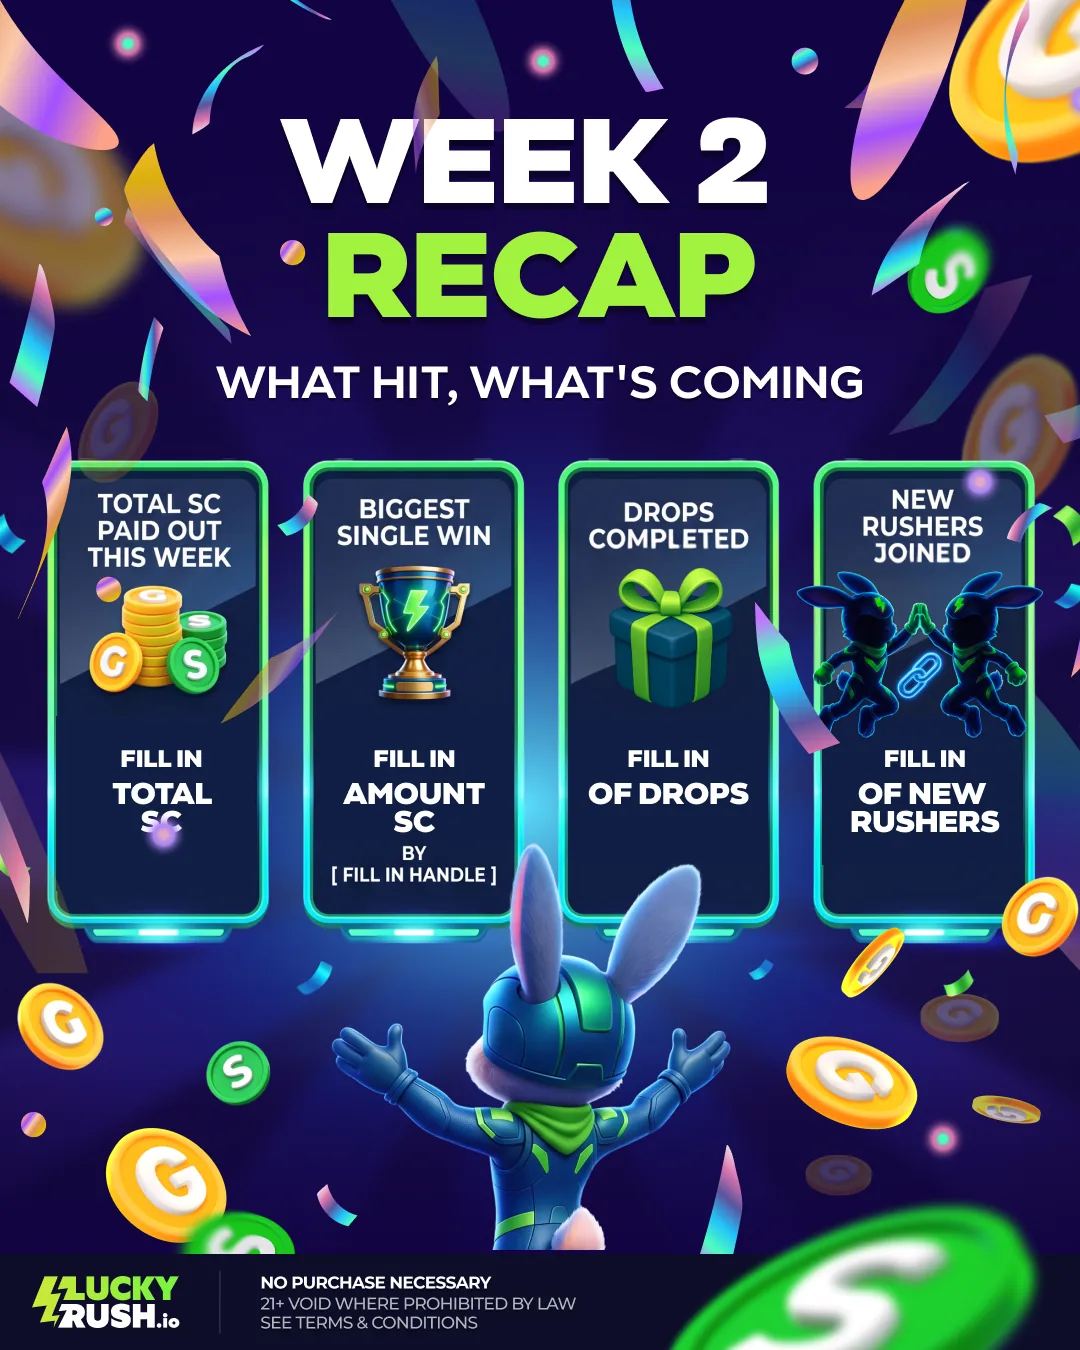 WEEK 2
RECAP
WHAT HIT, WHAT'S COMING
TOTAL SC
PAID OUT
THIS WEEK
G
S
G
S
FILL IN
TOTAL
SC
BIGGEST
SINGLE WIN
FILL IN
AMOUNT
SC
BY
[ FILL IN HANDLE ]
DROPS
COMPLETED
FILL IN
OF DROPS
NEW
RUSHERS
JOINED
FILL IN
OF NEW
RUSHERS
G
G
S
G
S
G
S
G
S
S
LUCKY
RUSH.io
NO PURCHASE NECESSARY
21+ VOID WHERE PROHIBITED BY LAW
SEE TERMS & CONDITIONS